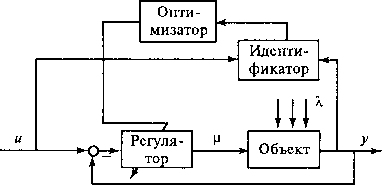 Опти-
мизатор
Иденти-
фикатор
λ
u
Регуля-
тор
μ
Объект
y